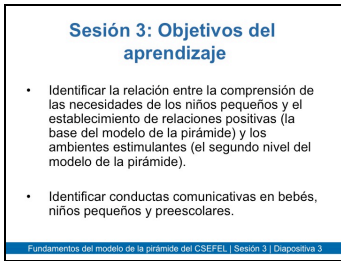 Sesión 3: Objetivos del
aprendizaje
• Identificar la relación entre la comprensión de
las necesidades de los niños pequeños y el
establecimiento de relaciones positivas (la
base del modelo de la pirámide) y los
ambientes estimulantes (el segundo nivel del
modelo de la pirámide).
• Identificar conductas comunicativas en bebés,
niños pequeños y preescolares.
Fundamentos del modelo de la pirámide del CSEFEL | Sesión 3 | Diapositiva 3